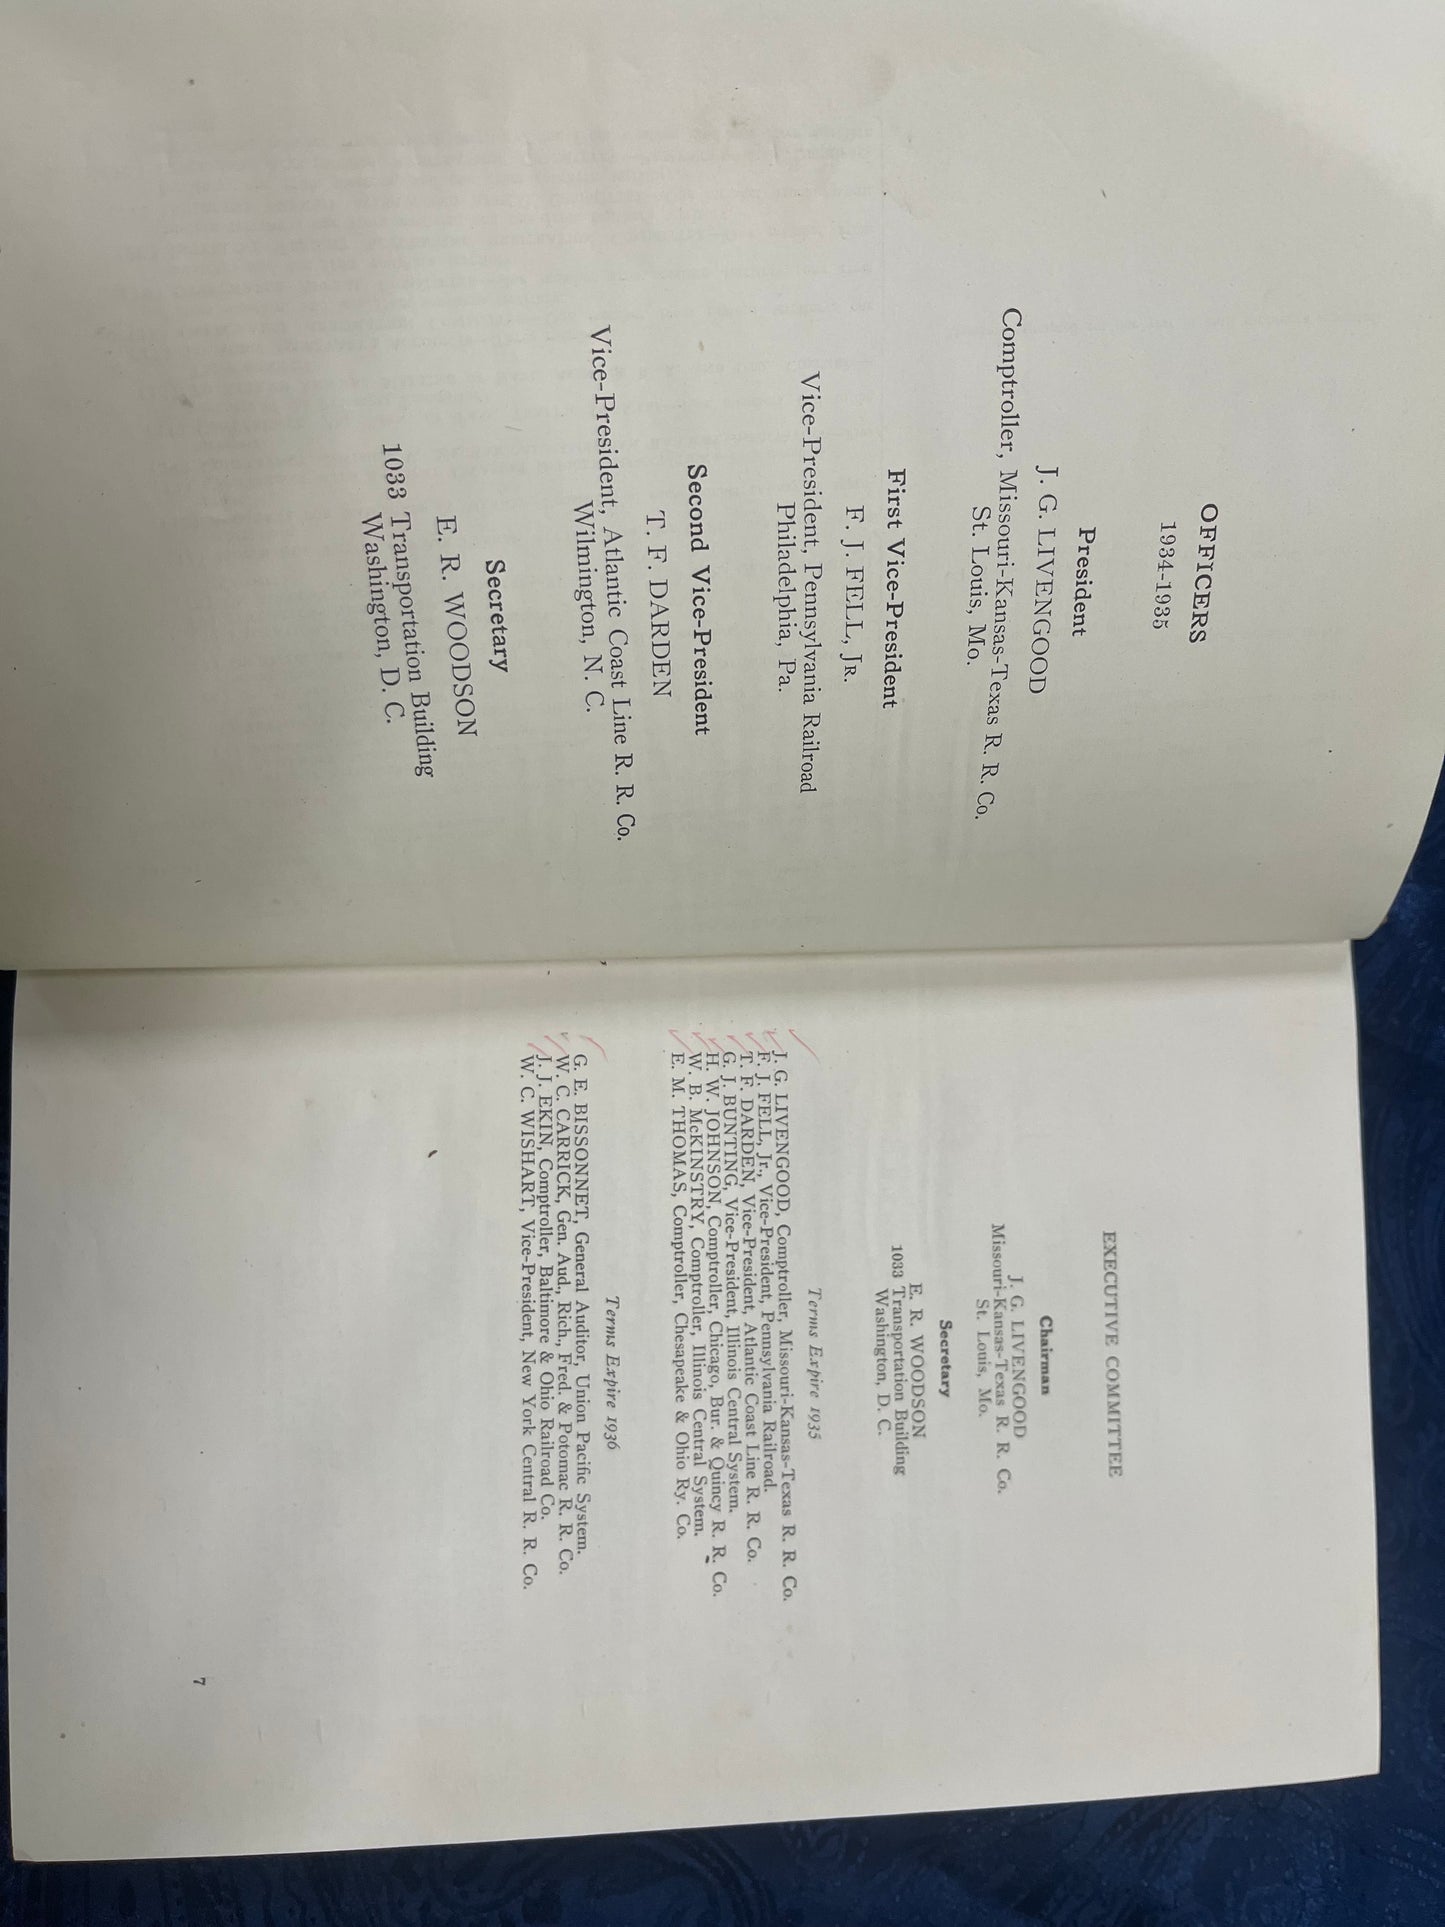 OFFICERS
1934-1935
President
J. G. LIVENGOOD
Comptroller, Missouri-Kansas-Texas R. R. Co.
St. Louis, Mo.
First Vice-President
F. J. FELL, JR.
Vice-President, Pennsylvania Railroad
Philadelphia, Pa.
Second Vice-President
T. F. DARDEN
Vice-President, Atlantic Coast Line R. R. Co.
Wilmington, N. C.
Secretary
E. R. WOODSON
1033 Transportation Building
Washington, D. C.
EXECUTIVE COMMITTEE
Chairman
J. G. LIVENGOOD
Missouri-Kansas-Texas R. R. Co.
St. Louis, Mo.
Secretary
E. R. WOODSON
1033 Transportation Building
Washington, D. C.
Terms Expire 1935
J. G. LIVENGOOD, Comptroller, Missouri-Kansas-Texas R. R. Co.
F. J. FELL, Jr., Vice-President, Pennsylvania Railroad.
T. F. DARDEN, Vice-President, Atlantic Coast Line R. R. Co.
G. J. BUNTING, Vice-President, Illinois Central System.
H. W. JOHNSON, Comptroller, Chicago, Bur. & Quincy R. R. Co.
W. B. McKINSTRY, Comptroller, Illinois Central System.
E. M. THOMAS, Comptroller, Chesapeake & Ohio Ry. Co.
Terms Expire 1936
G. E. BISSONNET, General Auditor, Union Pacific System.
W. C. CARRICK, Gen. Aud., Rich., Fred. & Potomac R. R. Co.
J. J. EKIN, Comptroller, Baltimore & Ohio Railroad Co.
W. C. WISHART, Vice-President, New York Central R. R. Co.
7